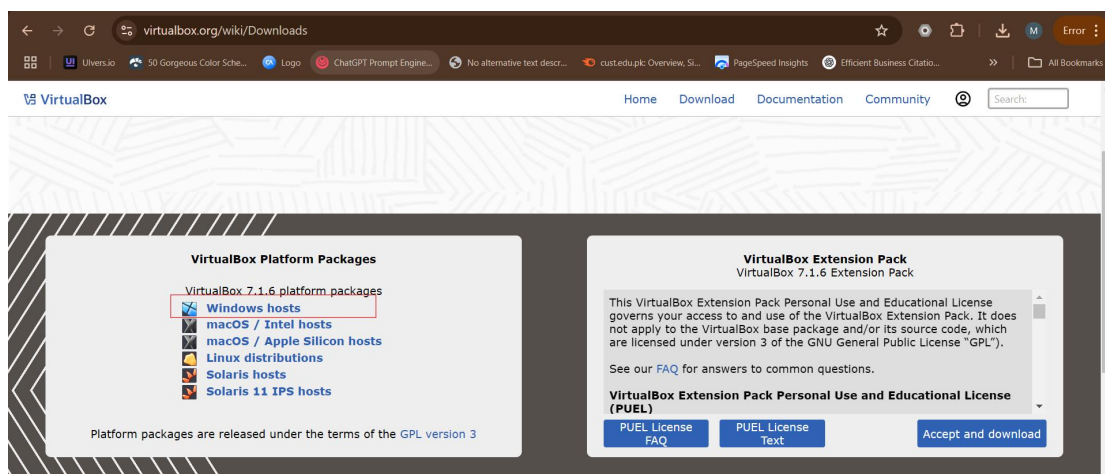 virtualbox.org/wiki/Downloads
M
Error
UI Ulvers.io
50 Gorgeous Color Sche...
Logo
ChatGPT Prompt Engine...
No alternative text descr...
cust.edu.pk: Overview, Si...
PageSpeed Insights
Efficient Business Citatio...
»
All Bookmarks
VirtualBox
Home
Download
Documentation
Community
Search:
VirtualBox Platform Packages
VirtualBox 7.1.6 platform packages
Windows hosts
macOS / Intel hosts
macOS / Apple Silicon hosts
Linux distributions
Solaris hosts
Solaris 11 IPS hosts
Platform packages are released under the terms of the GPL version 3
VirtualBox Extension Pack
VirtualBox 7.1.6 Extension Pack
This VirtualBox Extension Pack Personal Use and Educational License
governs your access to and use of the VirtualBox Extension Pack. It does
not apply to the VirtualBox base package and/or its source code, which
are licensed under version 3 of the GNU General Public License “GPL”).
See our FAQ for answers to common questions.
VirtualBox Extension Pack Personal Use and Educational License
(PUEL)
PUEL License
FAQ
PUEL License
Text
Accept and download